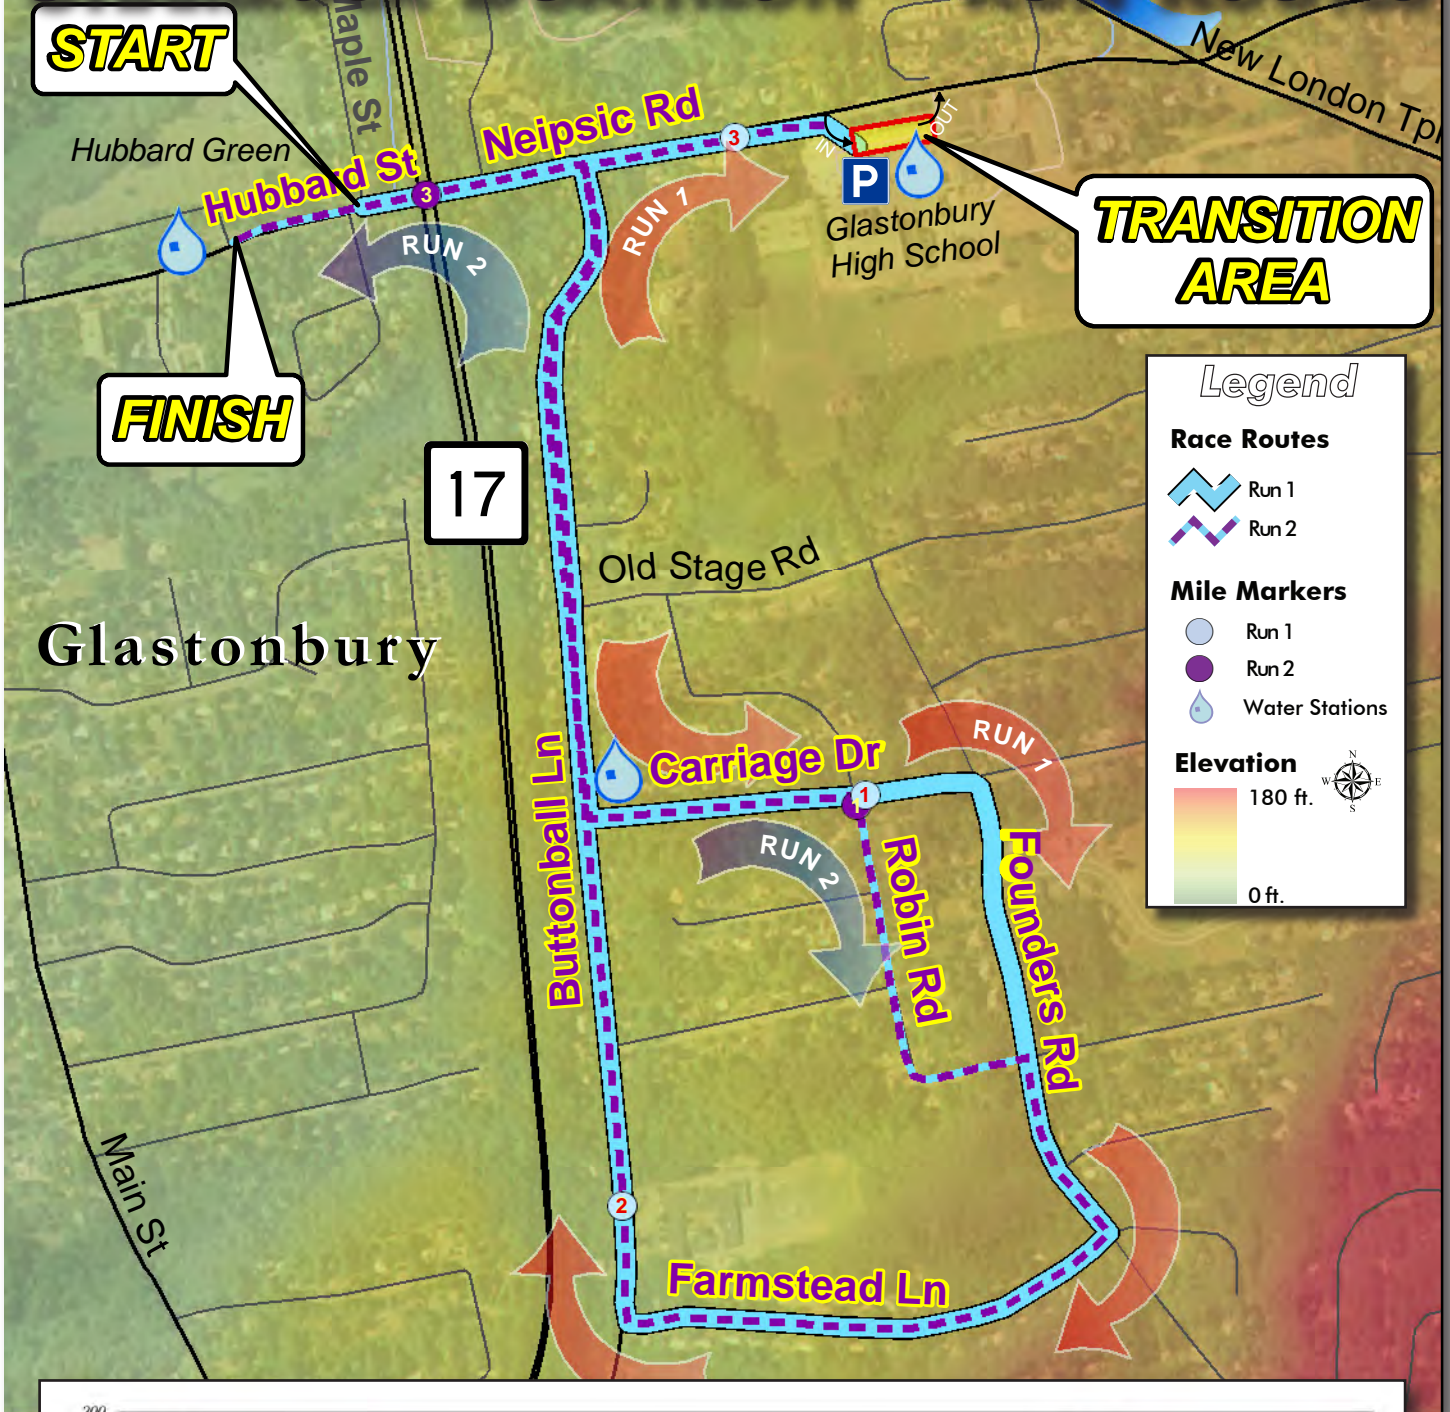 START
Maple St
New London Tpl
Neipsic Rd
3
OUT
IN
Hubbard Green
Hubbard St
3
P
RUN 1
TRANSITION
AREA
Glastonbury
High School
RUN 2
FINISH
17
Legend
Race Routes
Run 1
Run 2
Mile Markers
Run 1
Run 2
Water Stations
Elevation
180 ft.
0 ft.
N
W
E
S
Old Stage Rd
Glastonbury
RUN 1
Carriage Dr
1
1
Buttonball Ln
RUN 2
Robin Rd
Founders Rd
Main St
2
Farmstead Ln
200